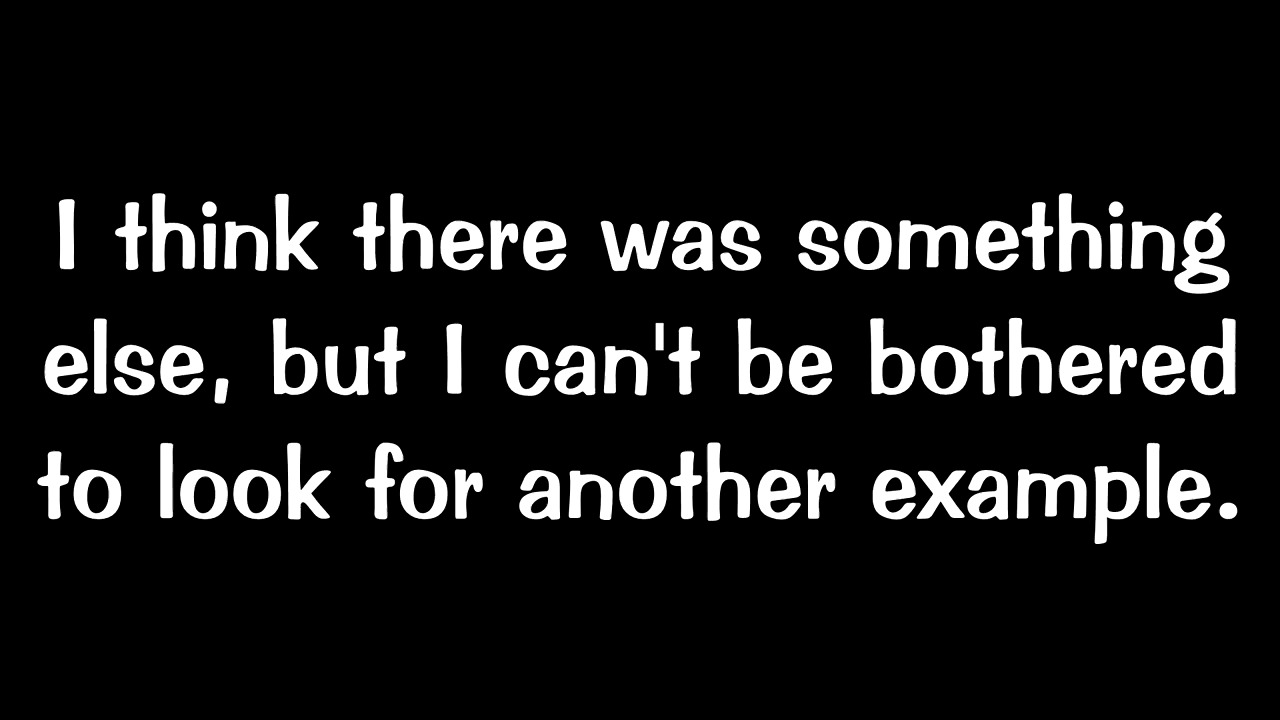 I think there was something
else, but I can't be bothered
to look for another example.